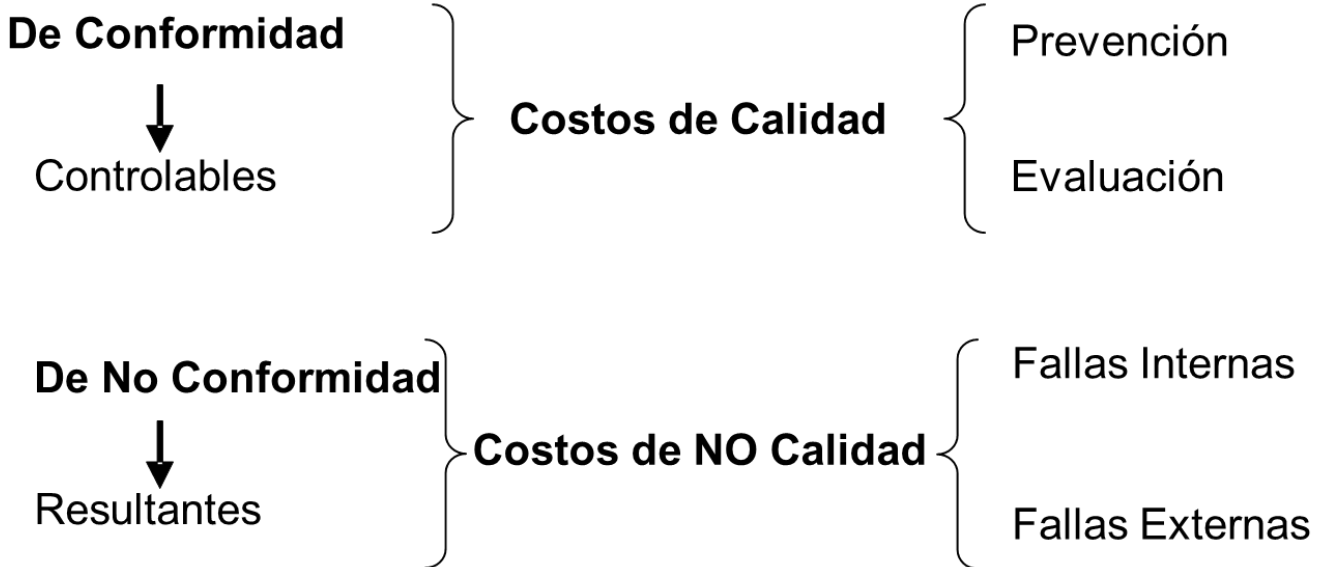 De Conformidad
Controlables
Costos de Calidad
Prevención
Evaluación
De No Conformidad
Resultantes
Costos de NO Calidad
Fallas Internas
Fallas Externas